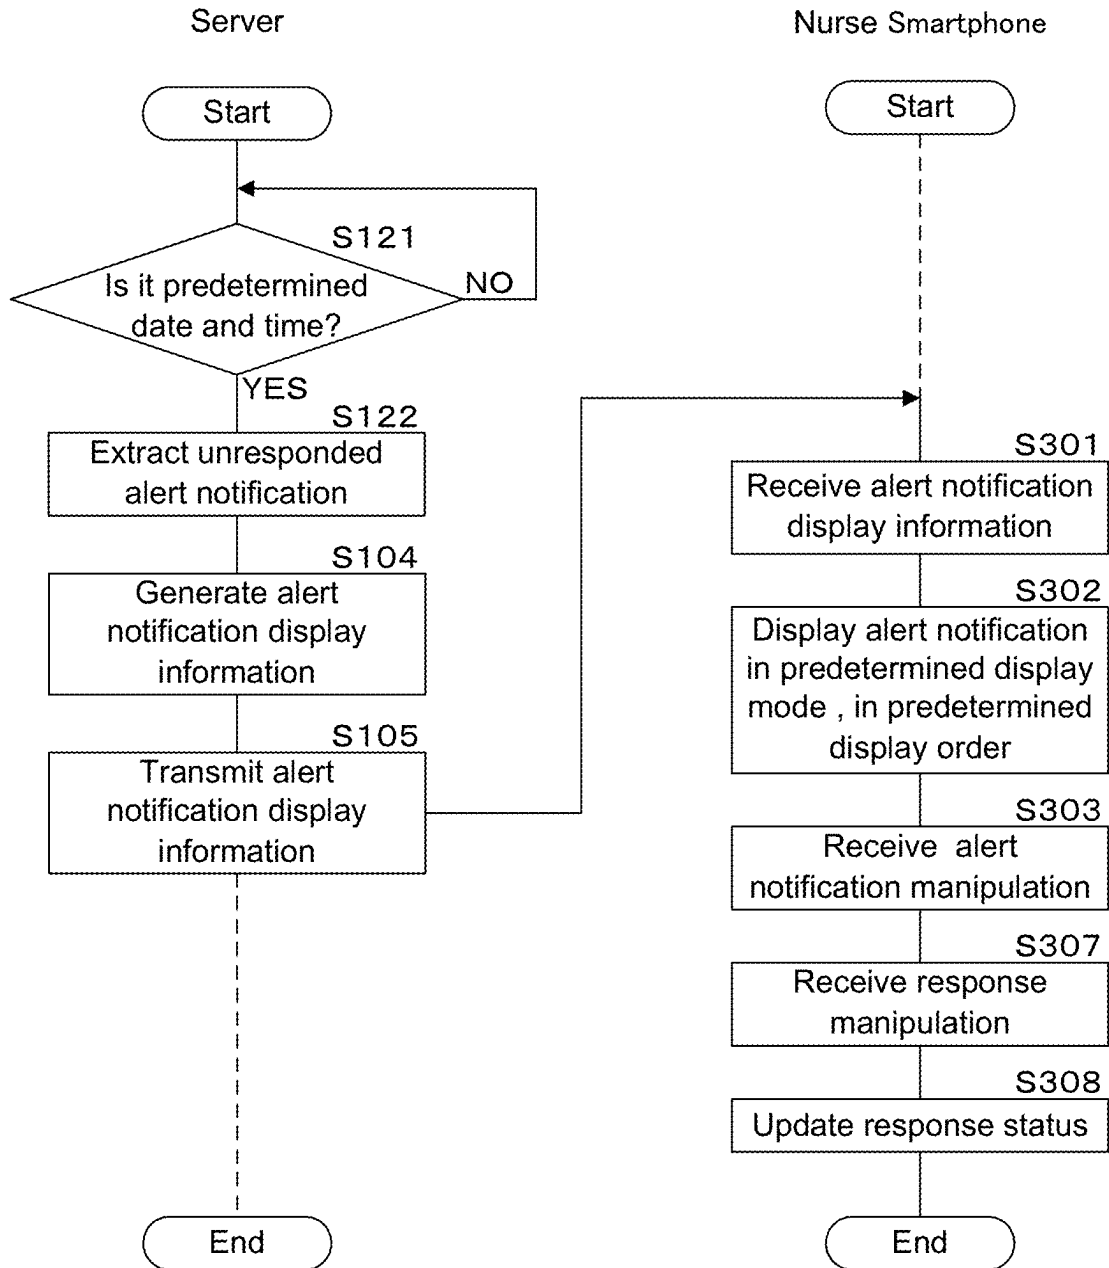 Server
Start
S121
Is it predetermined
date and time?
NO
YES
S122
Extract unresponded
alert notification
S104
Generate alert
notification display
information
S105
Transmit alert
notification display
information
End
Nurse Smartphone
Start
S301
Receive alert notification
display information
S302
Display alert notification
in predetermined display
mode , in predetermined
display order
S303
Receive alert
notification manipulation
S307
Receive response
manipulation
S308
Update response status
End